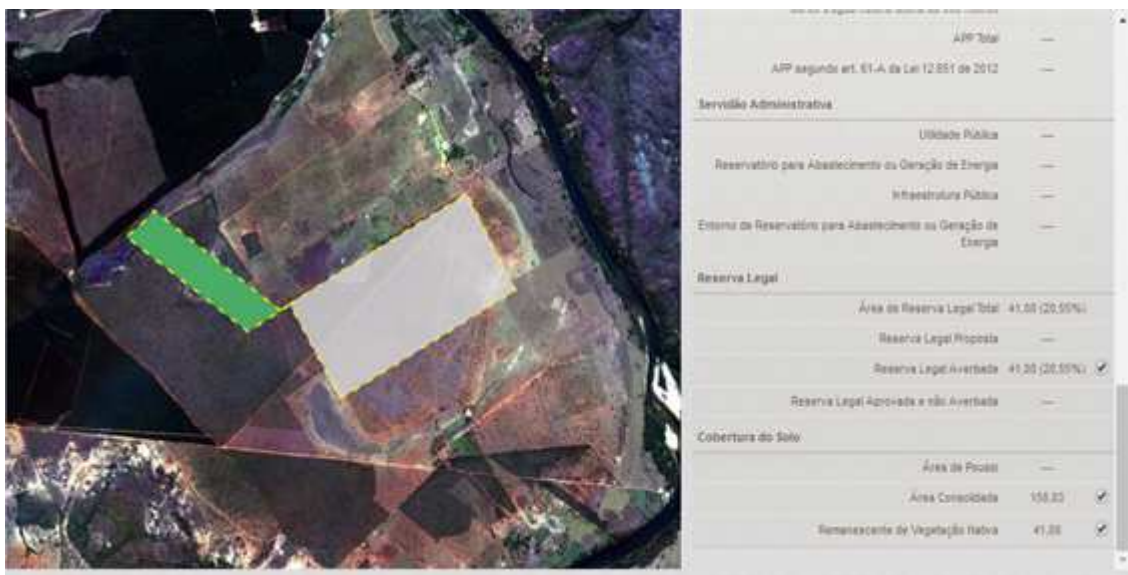 APP Total ---
APP segundo art. 61-A da Lei 12.651 de 2012 ---
Servidão Administrativa
Utilidade Pública ---
Reservatório para Abastecimento ou Geração de Energia ---
Infraestrutura Pública ---
Entorno de Reservatório para Abastecimento ou Geração de
Energia ---
Reserva Legal
Área de Reserva Legal Total 41,00 (20,55%)
Reserva Legal Proposta ---
Reserva Legal Averbada 41,00 (20,55%)
Reserva Legal Aprovada e não Averbada ---
Cobertura do Solo
Área de Pousio ---
Área Consolidada
Remanescente de Vegetação Nativa 41,00